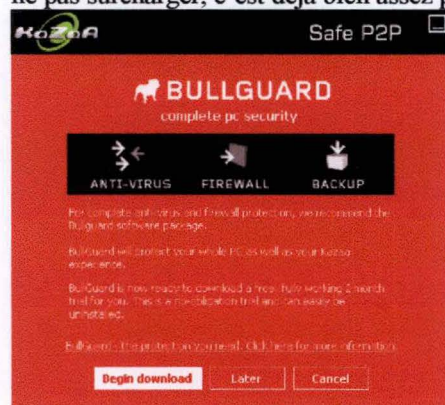 ne pas surcharger, c'est déjà bien assez
KaZaA Safe P2P
BULLGUARD
complete pc security
ANTI-VIRUS FIREWALL BACKUP
For complete anti-virus and firewall protection, we recommend the
Bullguard software package.
BullGuard will protect your whole PC as well as your Kazaa
experience.
BullGuard is now ready to download a free, fully working 2 month
trial for you. This is a no-obligation trial and can easily be
uninstalled.
BullGuard - the protection you need. Click here for more information.
Begin download Later Cancel